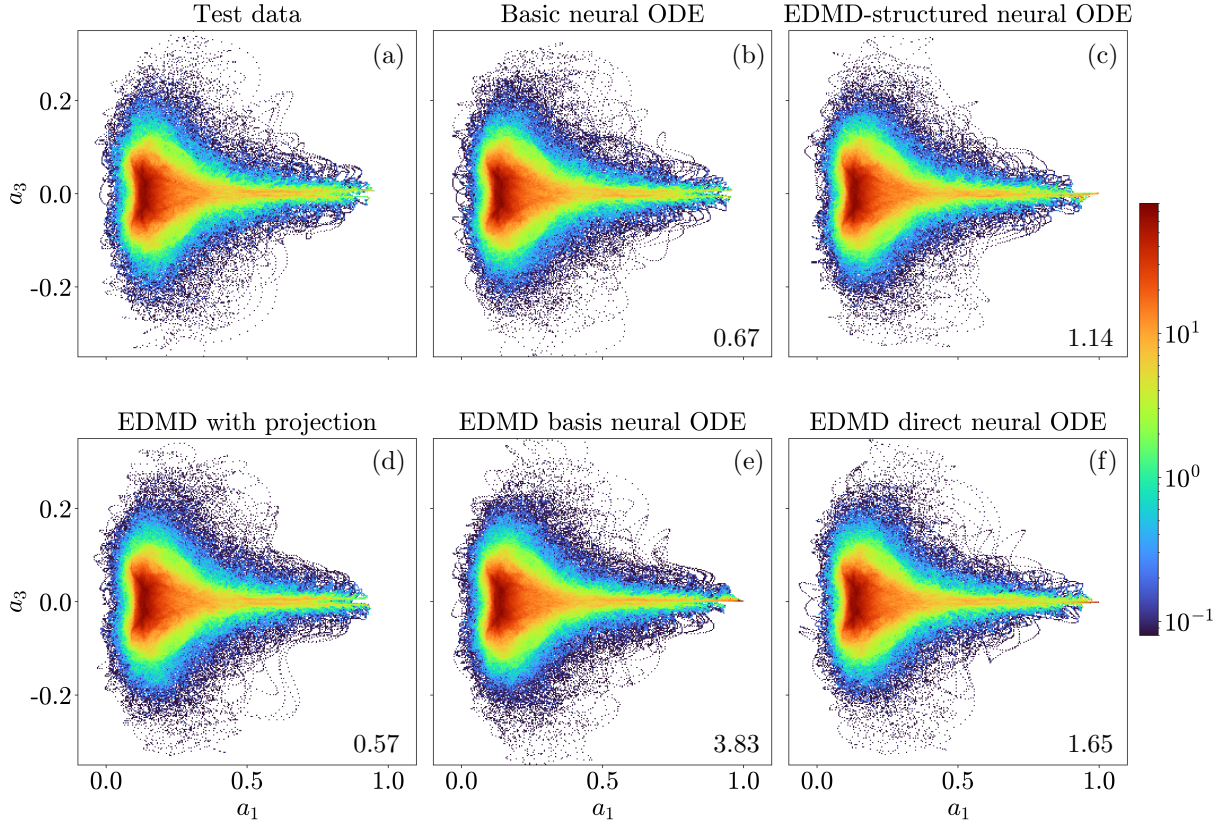 Test data
Basic neural ODE
EDMD-structured neural ODE
(a)
(b)
(c)
0.2
0.0
-0.2
a₃
0.67
1.14
10¹
10⁰
10⁻¹
EDMD with projection
EDMD basis neural ODE
EDMD direct neural ODE
(d)
(e)
(f)
0.2
0.0
-0.2
a₃
0.57
3.83
1.65
0.0 0.5 1.0
0.0 0.5 1.0
0.0 0.5 1.0
a₁
a₁
a₁